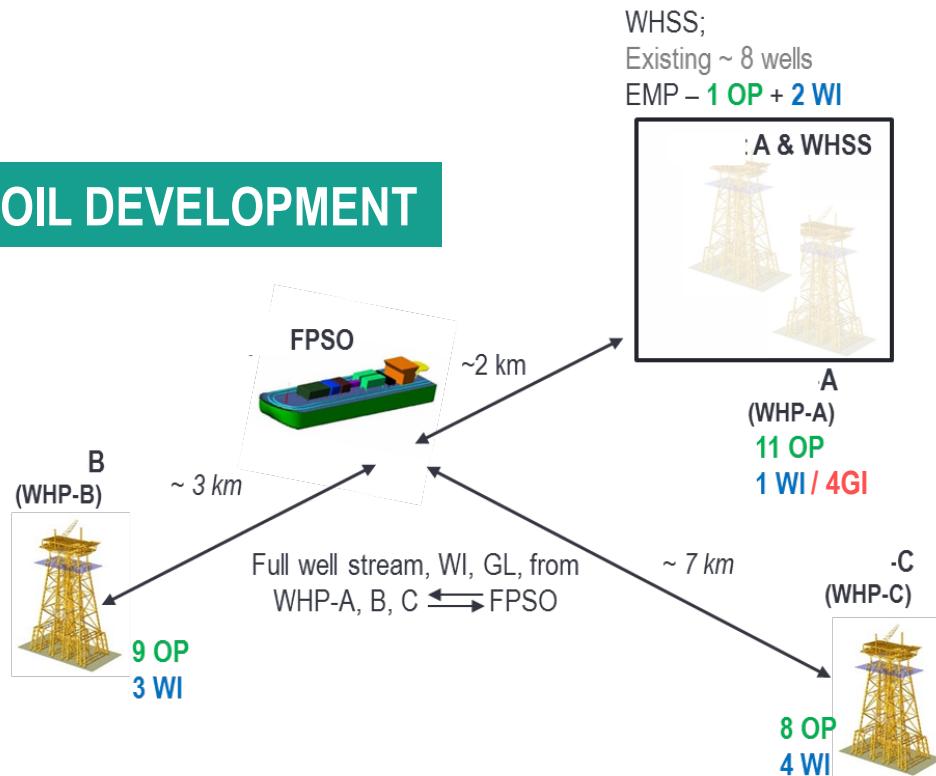 WHSS;
Existing ~ 8 wells
EMP – 1 OP + 2 WI
: A & WHSS
OIL DEVELOPMENT
FPSO
~2 km
-A
(WHP-A)
11 OP
1 WI / 4GI
B
(WHP-B)
~ 3 km
Full well stream, WI, GL, from
WHP-A, B, C ⇄ FPSO
~ 7 km
-C
(WHP-C)
9 OP
3 WI
8 OP
4 WI